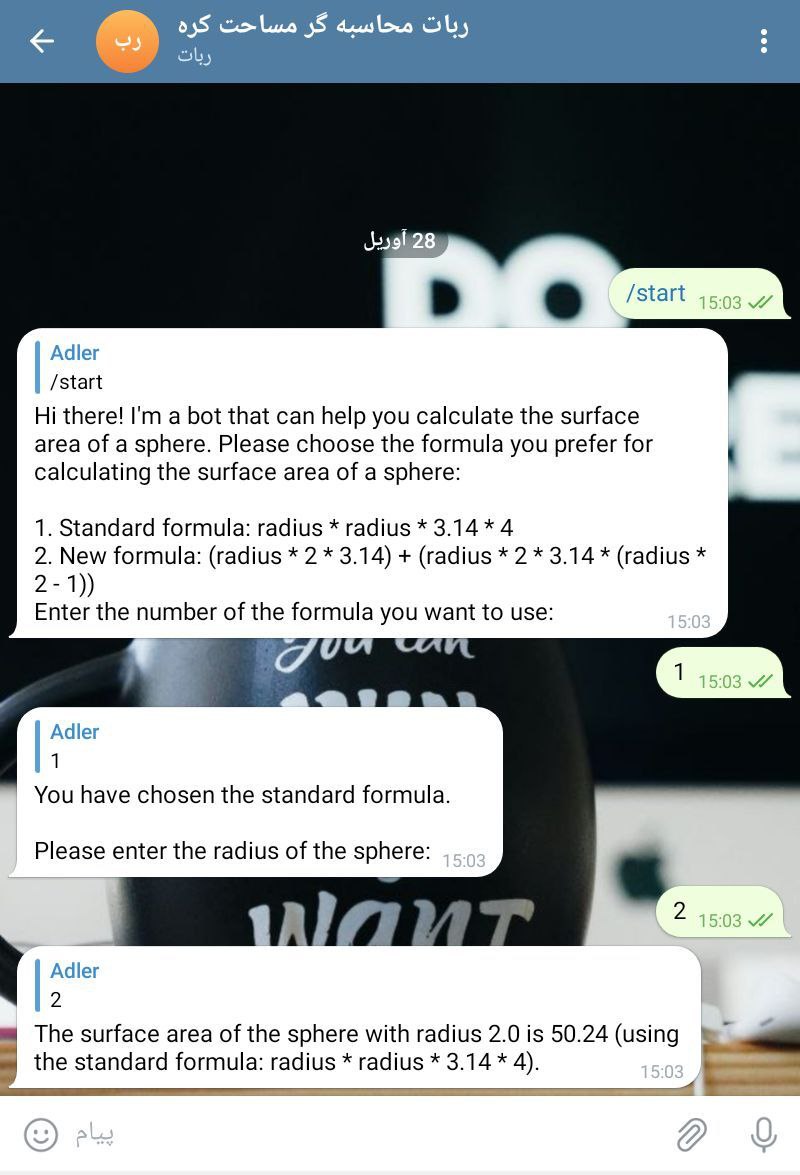 ربات محاسبه گر مساحت کره
رب
ربات
28 آوریل
DO
/start 15:03
Adler
/start
Hi there! I'm a bot that can help you calculate the surface
area of a sphere. Please choose the formula you prefer for
calculating the surface area of a sphere:
1. Standard formula: radius * radius * 3.14 * 4
2. New formula: (radius * 2 * 3.14) + (radius * 2 * 3.14 * (radius *
2 - 1))
Enter the number of the formula you want to use:
15:03
you can
1 15:03
Adler
1
You have chosen the standard formula.
Please enter the radius of the sphere: 15:03
2 15:03
WANT
Adler
2
The surface area of the sphere with radius 2.0 is 50.24 (using
the standard formula: radius * radius * 3.14 * 4).
15:03
پیام